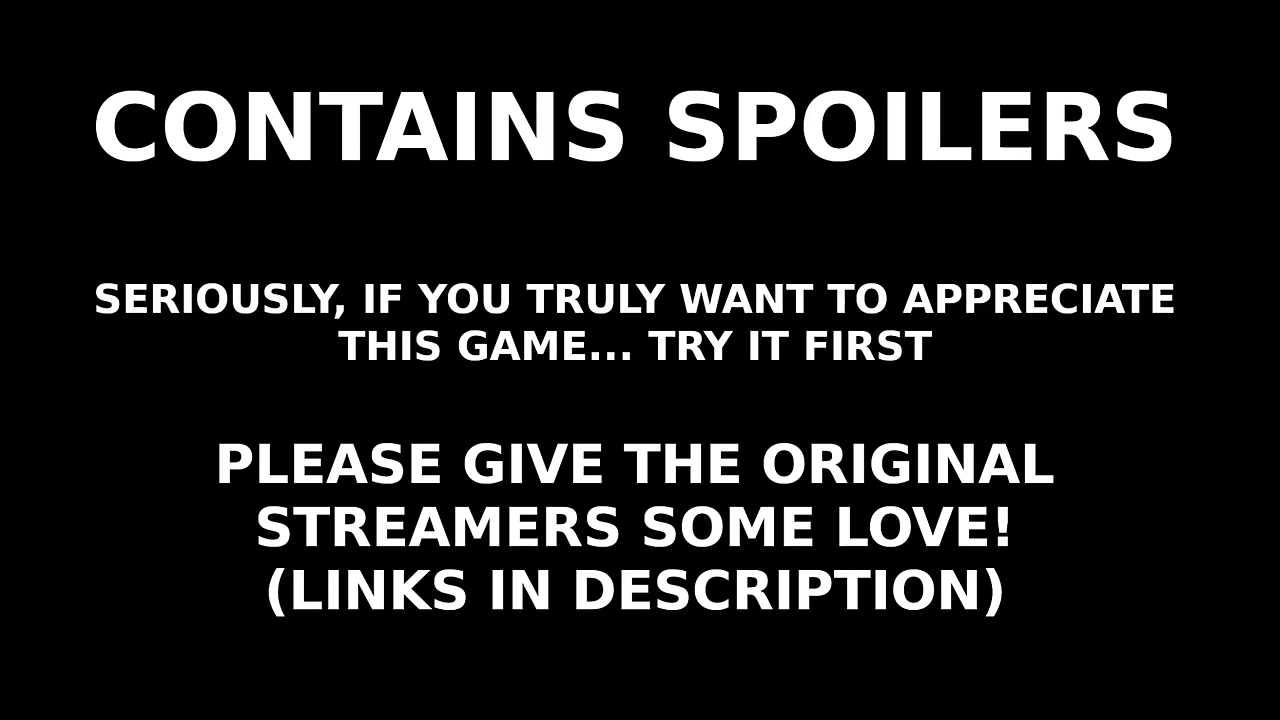 CONTAINS SPOILERS
SERIOUSLY, IF YOU TRULY WANT TO APPRECIATE
THIS GAME... TRY IT FIRST
PLEASE GIVE THE ORIGINAL
STREAMERS SOME LOVE!
(LINKS IN DESCRIPTION)